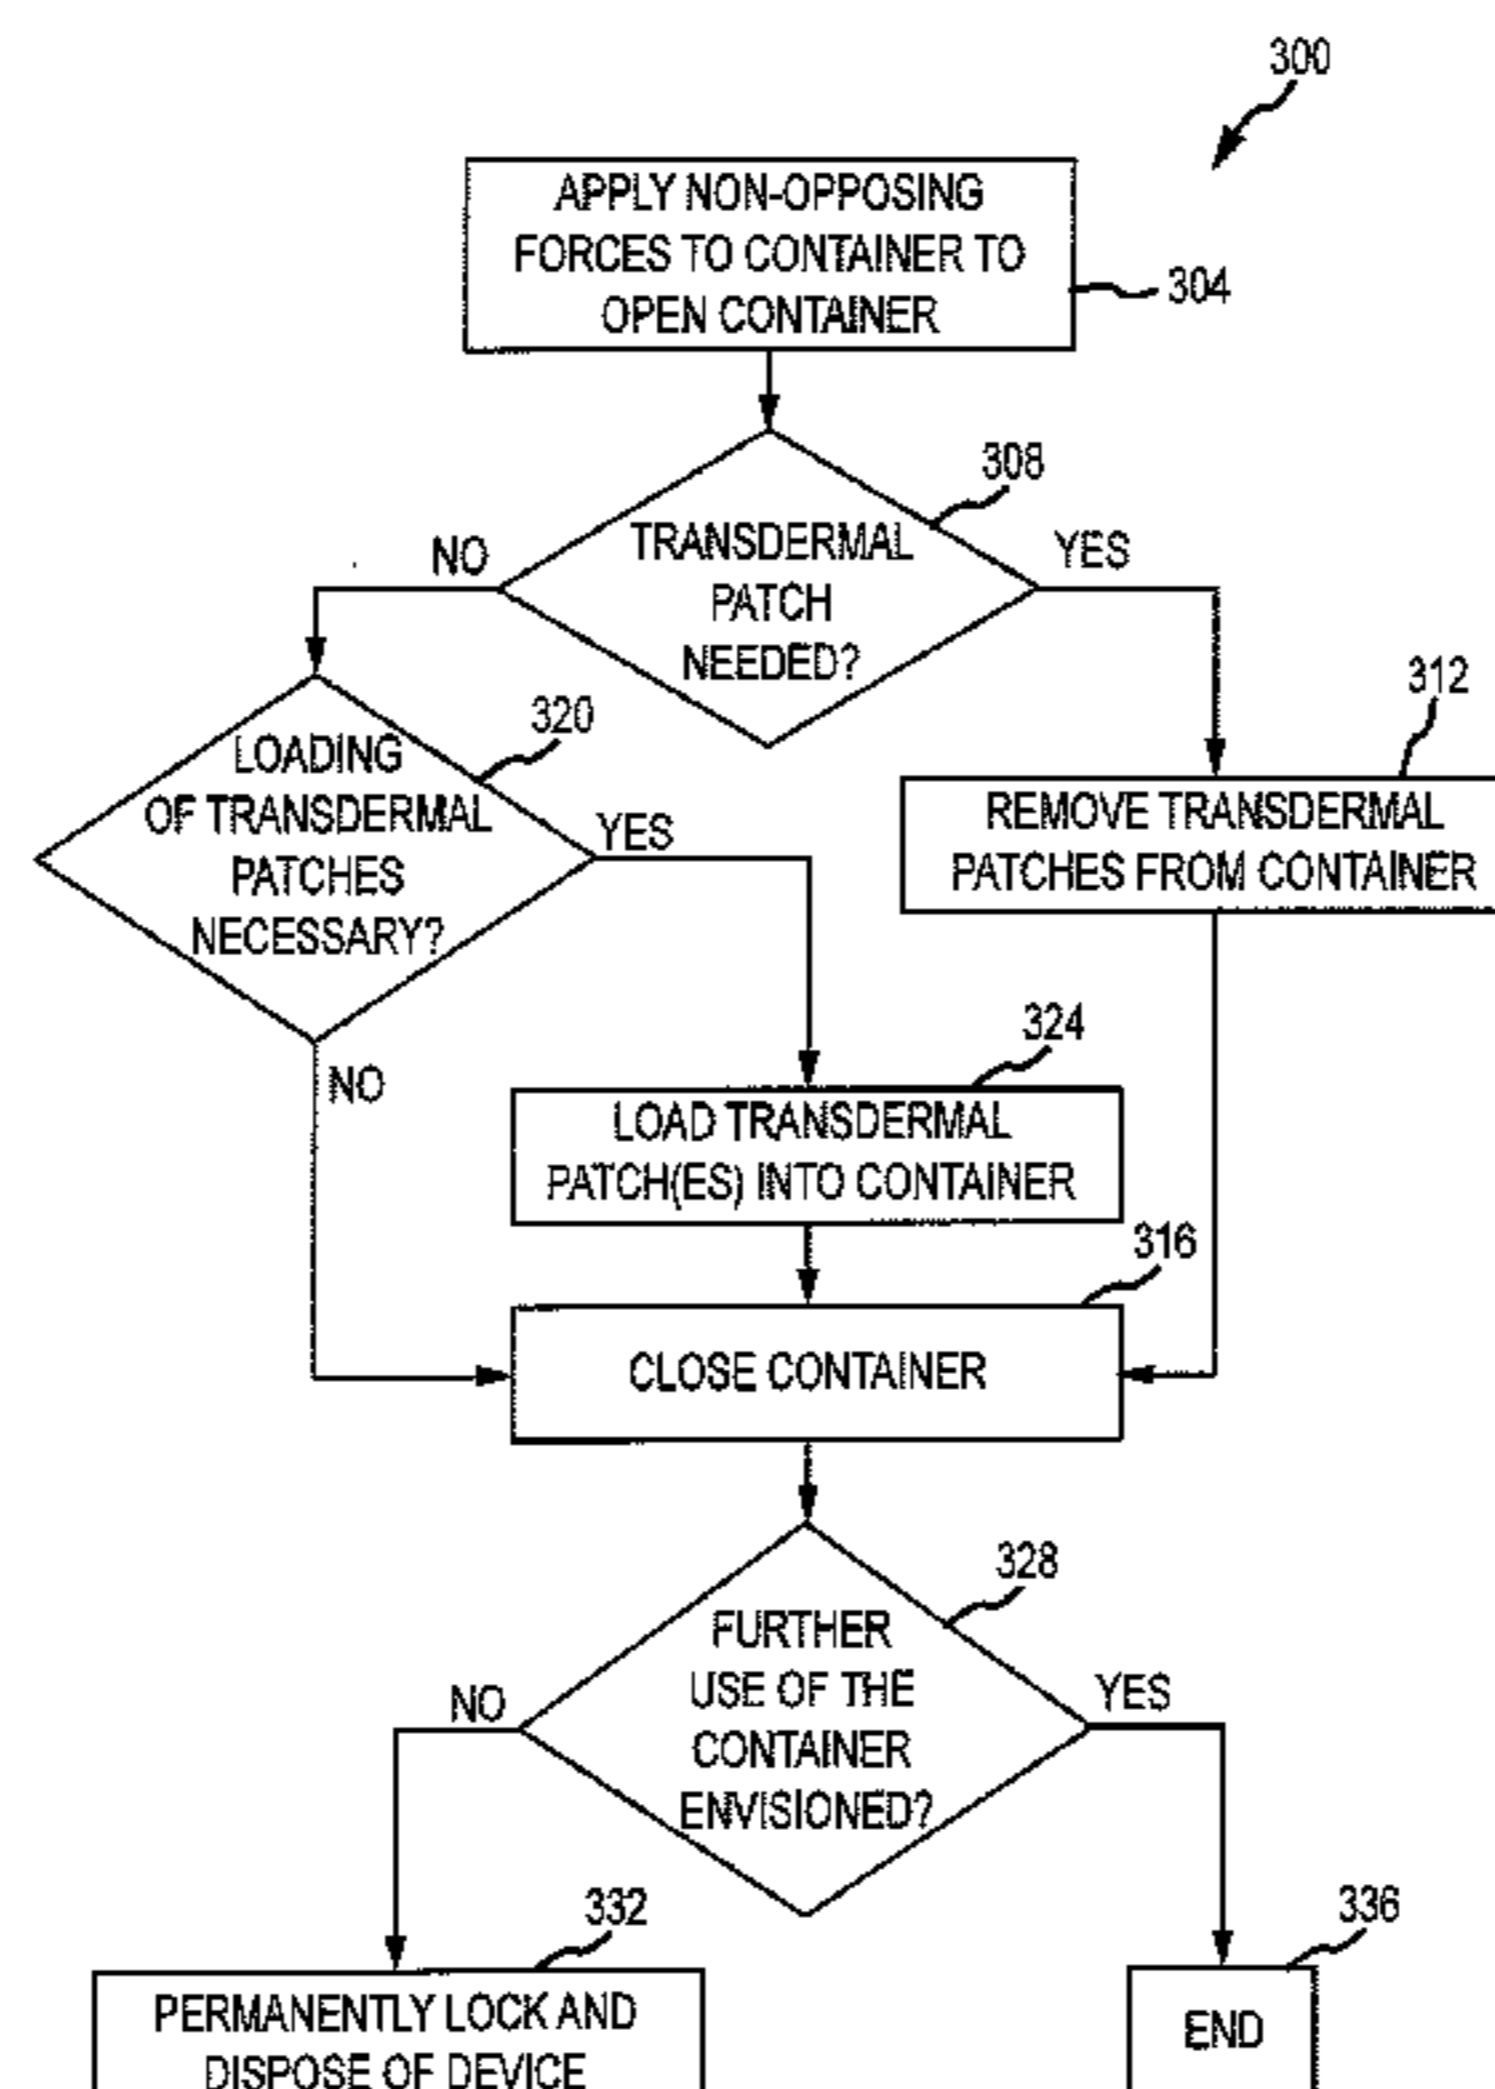 300
APPLY NON-OPPOSING
FORCES TO CONTAINER TO
OPEN CONTAINER
304
308
TRANSDERMAL
PATCH
NEEDED?
NO
YES
312
320
LOADING
OF TRANSDERMAL
PATCHES
NECESSARY?
YES
NO
REMOVE TRANSDERMAL
PATCHES FROM CONTAINER
324
LOAD TRANSDERMAL
PATCH(ES) INTO CONTAINER
316
CLOSE CONTAINER
328
FURTHER
USE OF THE
CONTAINER
ENVISIONED?
NO
YES
332
336
PERMANENTLY LOCK AND
DISPOSE OF DEVICE
END